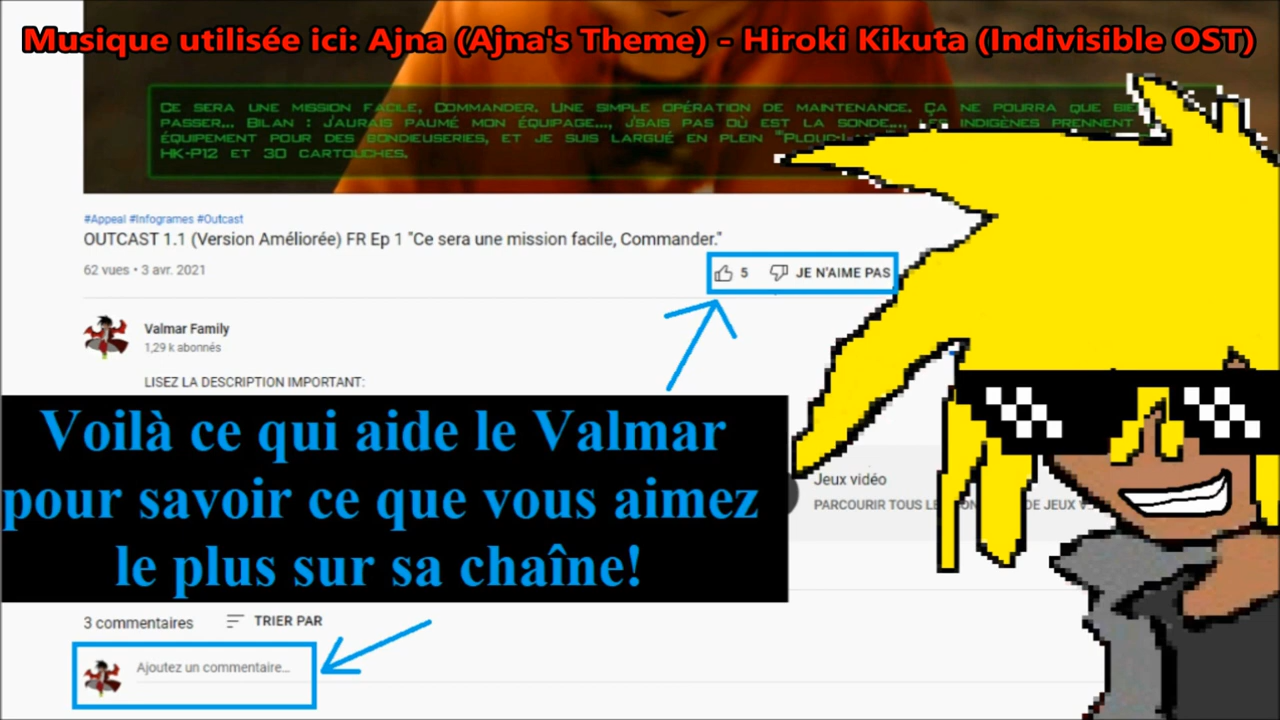 Musique utilisée ici: Ajna (Ajna's Theme) - Hiroki Kikuta (Indivisible OST)
Ce sera une mission facile, Commander. Une simple opération de maintenance. Ça ne pourra que
passer... Bilan : j'aurais paumé mon équipage..., j'sais pas où est la sonde..., les indigènes prennent
équipement pour des bondieuseries, et je suis largué en plein
HK-P12 et 30 cartouches.
#Appeal #Infogrames #Outcast
OUTCAST 1.1 (Version Améliorée) FR Ep 1 "Ce sera une mission facile, Commander."
62 vues • 3 avr. 2021
5 JE N'AIME PAS
Valmar Family
1,29 k abonnés
LISEZ LA DESCRIPTION IMPORTANT:
Voilà ce qui aide le Valmar
pour savoir ce que vous aimez
le plus sur sa chaîne!
Jeux vidéo
PARCOURIR TOUS DE JEUX
3 commentaires TRIER PAR
Ajoutez un commentaire...